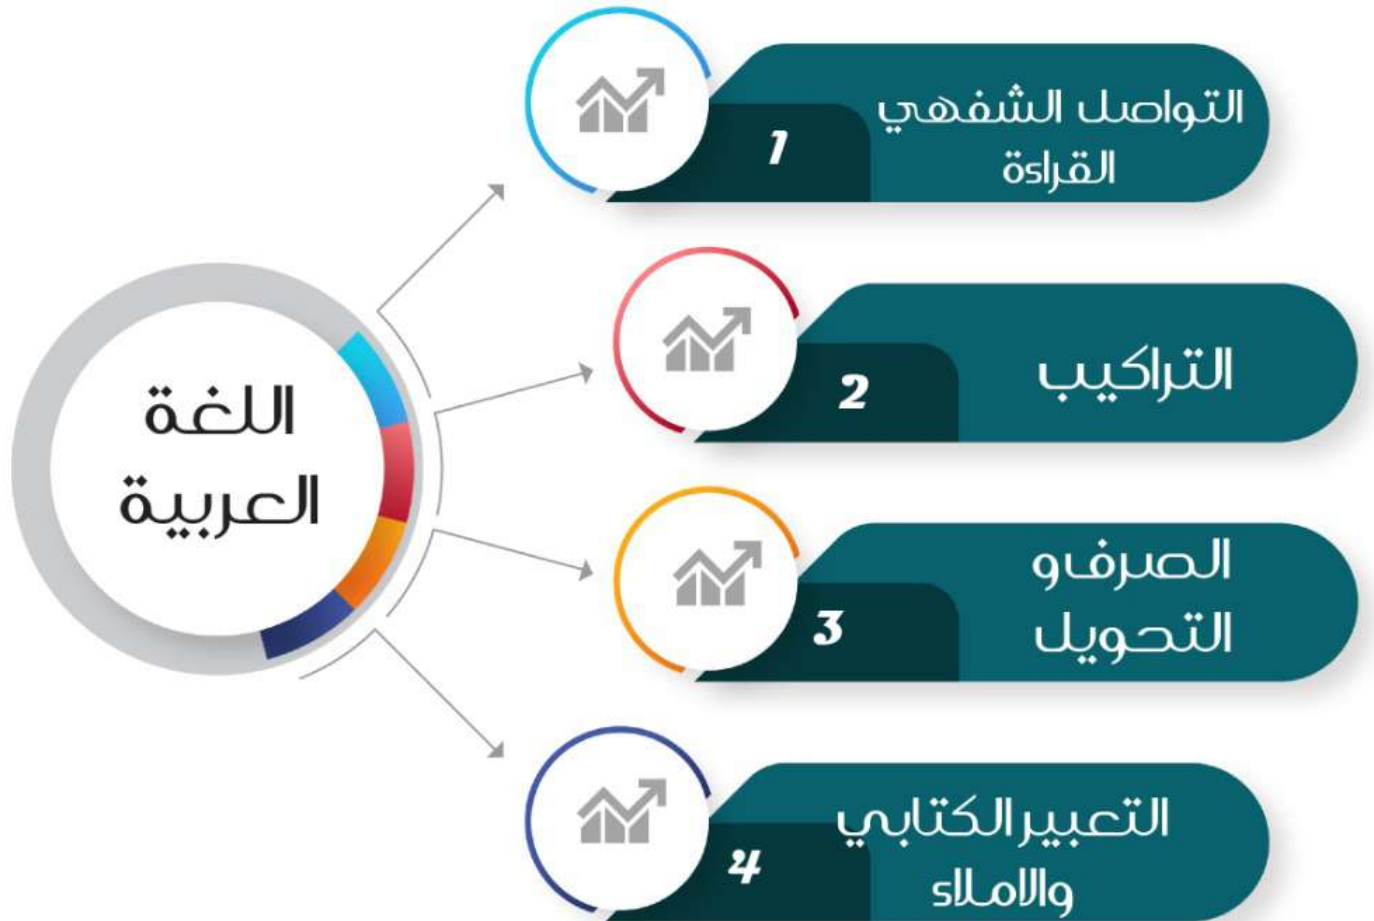 اللغة
العربية
1
التواصل الشفهي
القراءة
2
التراكيب
3
الصرف و
التحويل
4
التعبير الكتابي
والاملاء